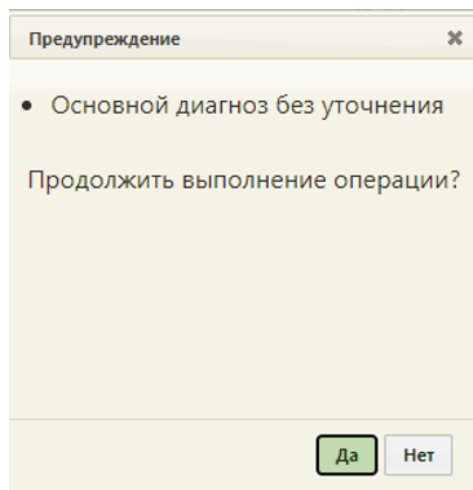 Предупреждение
• Основной диагноз без уточнения
Продолжить выполнение операции?
Да Нет